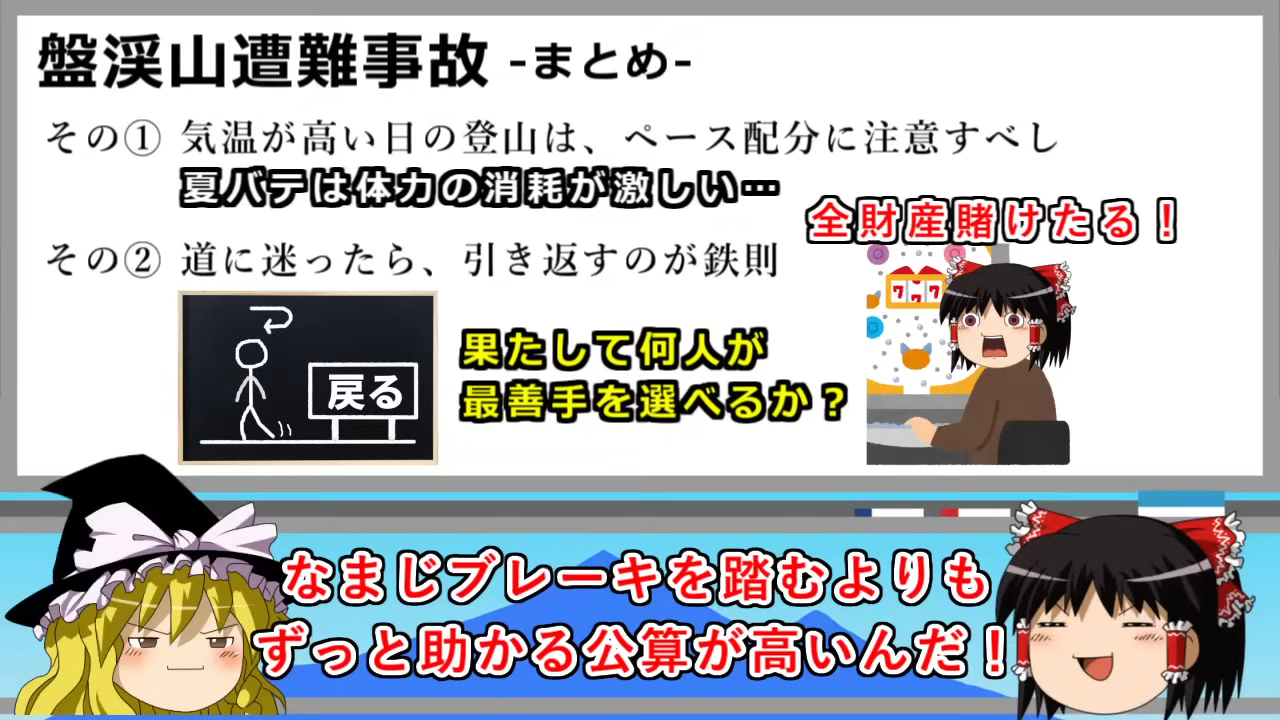 盤渓山遭難事故 -まとめ-
その① 気温が高い日の登山は、ペース配分に注意すべし
夏バテは体力の消耗が激しい…
全財産賭けたる！
その② 道に迷ったら、引き返すのが鉄則
7 7 7
戻る
果たして何人が
最善手を選べるか？
なまじブレーキを踏むよりも
ずっと助かる公算が高いんだ！